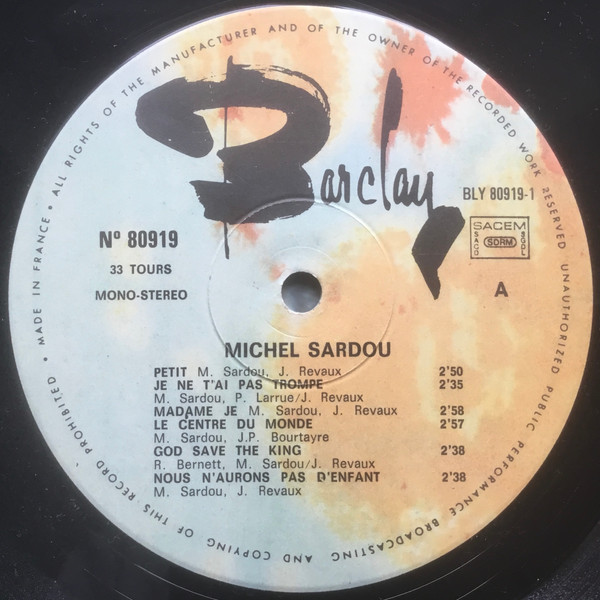 • MADE IN FRANCE • ALL RIGHTS OF THE MANUFACTURER AND OF THE OWNER OF THE RECORDED WORK RESERVED UNAUTHORIZED PUBLIC PERFORMANCE BROADCASTING AND COPYING OF THIS RECORD PROHIBITED
Barclay
BLY 80919-1
Nº 80919
33 TOURS
MONO-STEREO
SACEM
SACD
SDRM
SGDL
A
MICHEL SARDOU
PETIT M. Sardou, J. Revaux 2'50
JE NE T'AI PAS TROMPE 2'35
M. Sardou, P. Larrue/J. Revaux
MADAME JE M. Sardou, J. Revaux 2'58
LE CENTRE DU MONDE 2'57
M. Sardou, J.P. Bourtayre
GOD SAVE THE KING 2'38
R. Bernett, M. Sardou/J. Revaux
NOUS N'AURONS PAS D'ENFANT 2'38
M. Sardou, J. Revaux